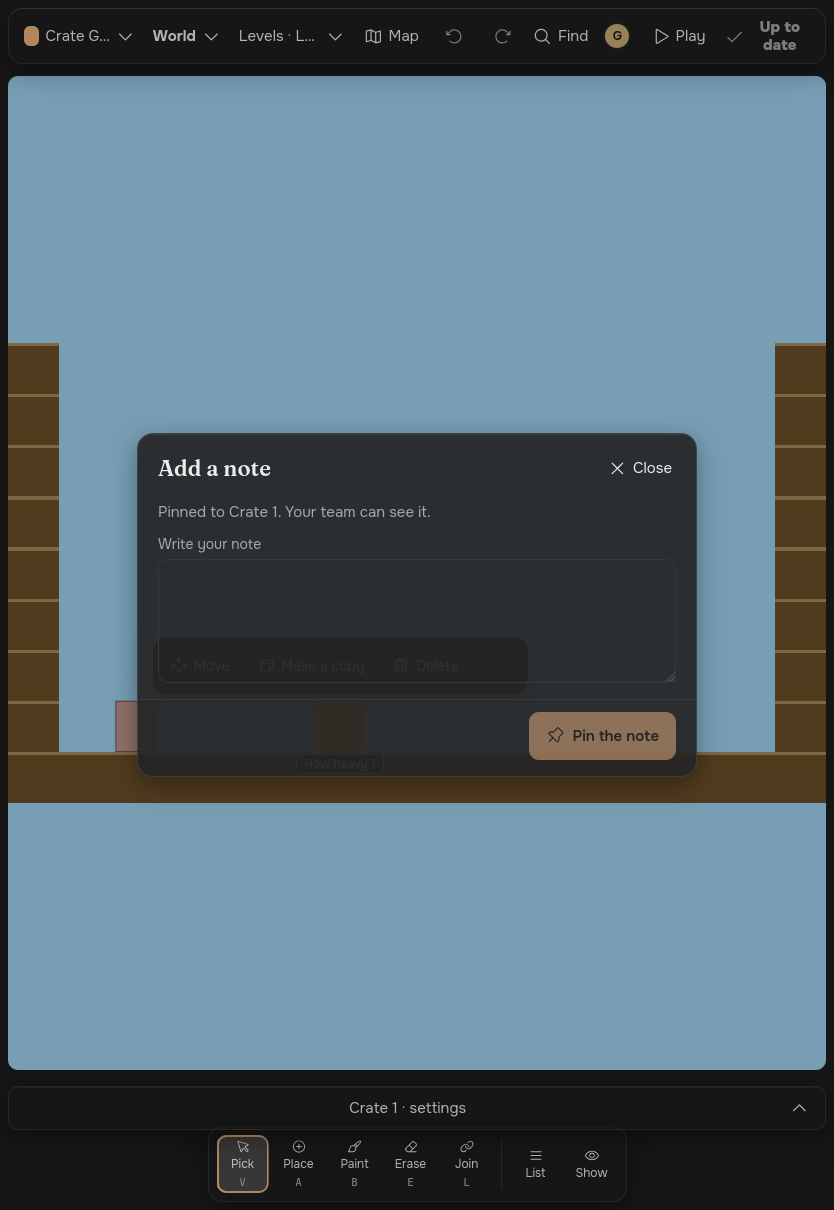 Crate G... World Levels · L... Map Find G Play Up to date
Add a note
Close
Pinned to Crate 1. Your team can see it.
Write your note
Move Make a copy Delete
Pin the note
How heavy 1
Crate 1 · settings
Pick Place Paint Erase Join List Show
V A B E L